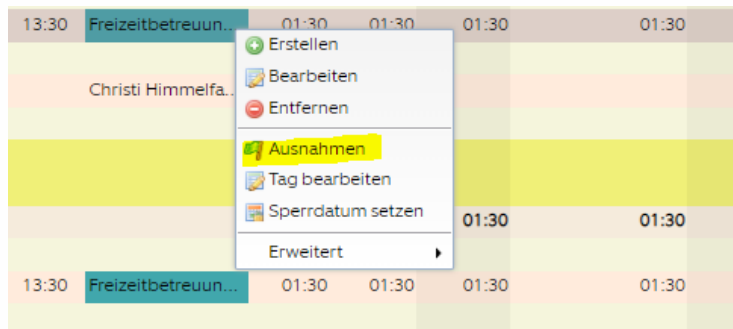 13:30 Freizeitbetreuun... 01:30 01:30 01:30 01:30
Erstellen
Bearbeiten
Christi Himmelfa...
Entfernen
Ausnahmen
Tag bearbeiten
Sperrdatum setzen
01:30 01:30
Erweitert
13:30 Freizeitbetreuun... 01:30 01:30 01:30 01:30